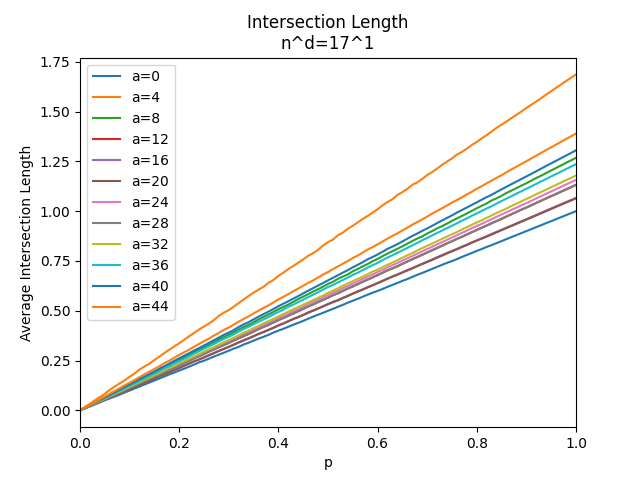 Intersection Length
n^d=17^1
1.75
1.50
1.25
1.00
0.75
0.50
0.25
0.00
Average Intersection Length
a=0
a=4
a=8
a=12
a=16
a=20
a=24
a=28
a=32
a=36
a=40
a=44
0.0 0.2 0.4 0.6 0.8 1.0
p